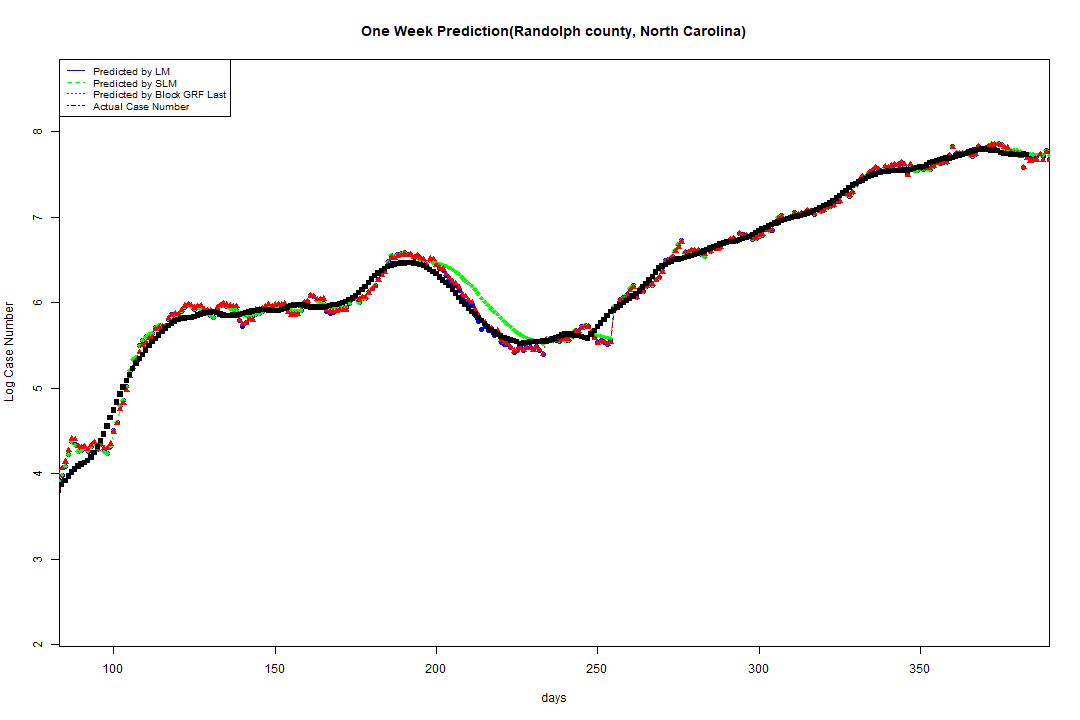 One Week Prediction(Randolph county, North Carolina)
Predicted by LM
Predicted by SLM
Predicted by Block GRF Last
Actual Case Number
8
7
6
5
4
3
2
Log Case Number
100 150 200 250 300 350
days